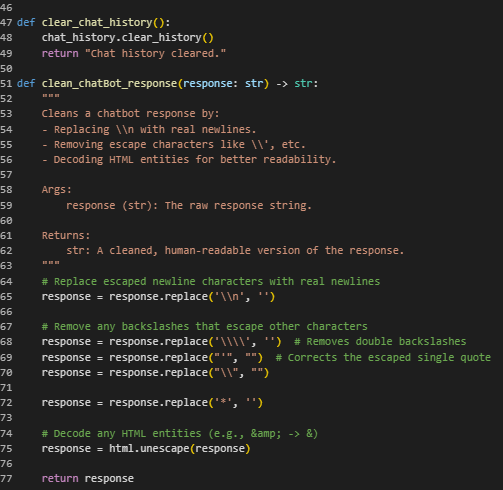 46
47 def clear_chat_history():
48     chat_history.clear_history()
49     return "Chat history cleared."
50
51 def clean_chatBot_response(response: str) -> str:
52     """
53     Cleans a chatbot response by:
54     - Replacing \\n with real newlines.
55     - Removing escape characters like \\', etc.
56     - Decoding HTML entities for better readability.
57
58     Args:
59         response (str): The raw response string.
60
61     Returns:
62         str: A cleaned, human-readable version of the response.
63     """
64     # Replace escaped newline characters with real newlines
65     response = response.replace('\\n', '')
66
67     # Remove any backslashes that escape other characters
68     response = response.replace('\\\\', '')  # Removes double backslashes
69     response = response.replace("'", "")  # Corrects the escaped single quote
70     response = response.replace("\\", "")
71
72     response = response.replace('*', '')
73
74     # Decode any HTML entities (e.g., &amp; -> &)
75     response = html.unescape(response)
76
77     return response